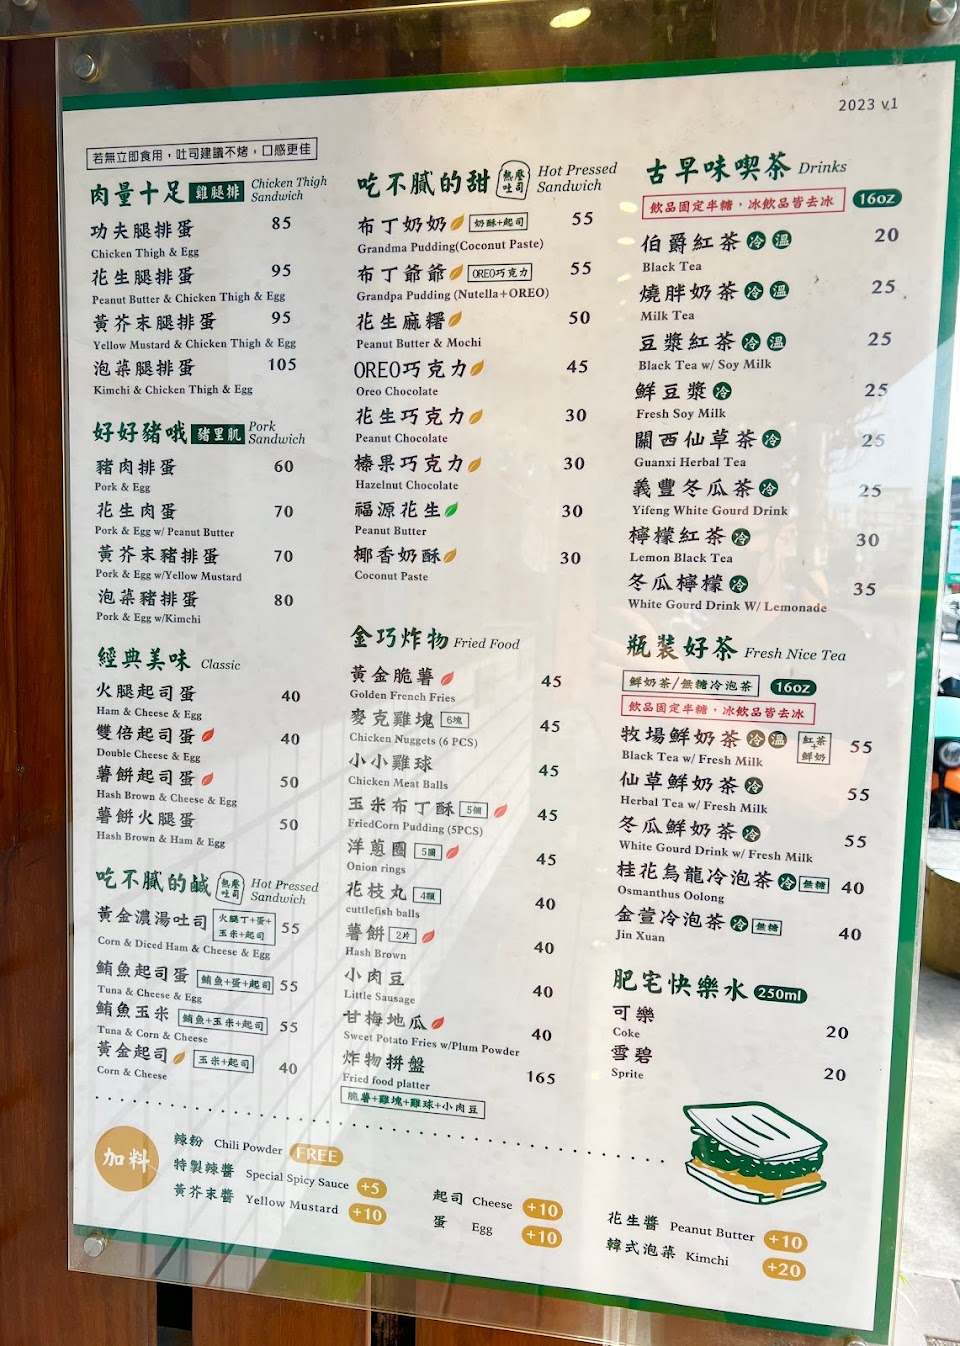 2023 v.1
若無立即食用，吐司建議不烤，口感更佳
肉量十足 雞腿排 Chicken Thigh Sandwich
功夫腿排蛋 85
Chicken Thigh & Egg
花生腿排蛋 95
Peanut Butter & Chicken Thigh & Egg
黃芥末腿排蛋 95
Yellow Mustard & Chicken Thigh & Egg
泡菜腿排蛋 105
Kimchi & Chicken Thigh & Egg
好好豬哦 豬里肌 Pork Sandwich
豬肉排蛋 60
Pork & Egg
花生肉蛋 70
Pork & Egg w/ Peanut Butter
黃芥末豬排蛋 70
Pork & Egg w/Yellow Mustard
泡菜豬排蛋 80
Pork & Egg w/Kimchi
經典美味 Classic
火腿起司蛋 40
Ham & Cheese & Egg
雙倍起司蛋 40
Double Cheese & Egg
薯餅起司蛋 50
Hash Brown & Cheese & Egg
薯餅火腿蛋 50
Hash Brown & Ham & Egg
吃不膩的鹹 熱壓吐司 Hot Pressed Sandwich
黃金濃湯吐司 火腿丁+蛋+玉米+起司 55
Corn & Diced Ham & Cheese & Egg
鮪魚起司蛋 鮪魚+蛋+起司 55
Tuna & Cheese & Egg
鮪魚玉米 鮪魚+玉米+起司 55
Tuna & Corn & Cheese
黃金起司 玉米+起司 40
Corn & Cheese
吃不膩的甜 熱壓吐司 Hot Pressed Sandwich
布丁奶奶 奶酥+起司 55
Grandma Pudding(Coconut Paste)
布丁爺爺 OREO巧克力 55
Grandpa Pudding (Nutella+OREO)
花生麻糬 50
Peanut Butter & Mochi
OREO巧克力 45
Oreo Chocolate
花生巧克力 30
Peanut Chocolate
榛果巧克力 30
Hazelnut Chocolate
福源花生 30
Peanut Butter
椰香奶酥 30
Coconut Paste
金巧炸物 Fried Food
黃金脆薯 45
Golden French Fries
麥克雞塊 6塊 45
Chicken Nuggets (6 PCS)
小小雞球 45
Chicken Meat Balls
玉米布丁酥 5個 45
FriedCorn Pudding (5PCS)
洋蔥圈 5圈 45
Onion rings
花枝丸 4顆 40
cuttlefish balls
薯餅 2片 40
Hash Brown
小肉豆 40
Little Sausage
甘梅地瓜 40
Sweet Potato Fries w/Plum Powder
炸物拼盤 165
Fried food platter
脆薯+雞塊+雞球+小肉豆
古早味喫茶 Drinks
飲品固定半糖，冰飲品皆去冰 16oz
伯爵紅茶 冷 溫 20
Black Tea
燒胖奶茶 冷 溫 25
Milk Tea
豆漿紅茶 冷 溫 25
Black Tea w/ Soy Milk
鮮豆漿 冷 25
Fresh Soy Milk
關西仙草茶 冷 25
Guanxi Herbal Tea
義豐冬瓜茶 冷 25
Yifeng White Gourd Drink
檸檬紅茶 冷 30
Lemon Black Tea
冬瓜檸檬 冷 35
White Gourd Drink W/ Lemonade
瓶裝好茶 Fresh Nice Tea
鮮奶茶/無糖冷泡茶 16oz
飲品固定半糖，冰飲品皆去冰
牧場鮮奶茶 冷 溫 紅茶+鮮奶 55
Black Tea w/ Fresh Milk
仙草鮮奶茶 冷 55
Herbal Tea w/ Fresh Milk
冬瓜鮮奶茶 冷 55
White Gourd Drink w/ Fresh Milk
桂花烏龍冷泡茶 冷 無糖 40
Osmanthus Oolong
金萱冷泡茶 冷 無糖 40
Jin Xuan
肥宅快樂水 250ml
可樂 20
Coke
雪碧 20
Sprite
加料
辣粉 Chili Powder FREE
特製辣醬 Special Spicy Sauce +5
黃芥末醬 Yellow Mustard +10
起司 Cheese +10
蛋 Egg +10
花生醬 Peanut Butter +10
韓式泡菜 Kimchi +20